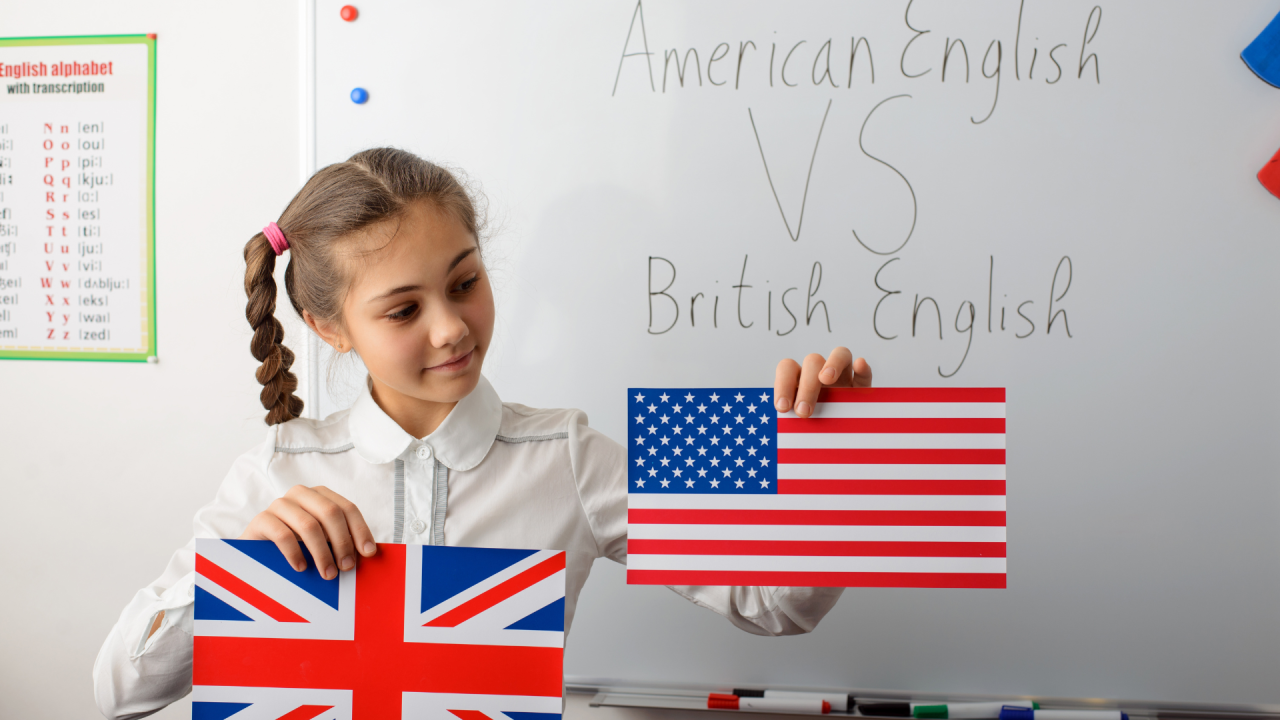 English alphabet
with transcription
N n [en]
O o [ou]
P p [pi:]
Q q [kju:]
R r [ɑ:]
S s [es]
T t [ti:]
U u [ju:]
V v [vi:]
W w [dʌblju:]
X x [eks]
Y y [wai]
Z z [zed]
American English
VS
British English